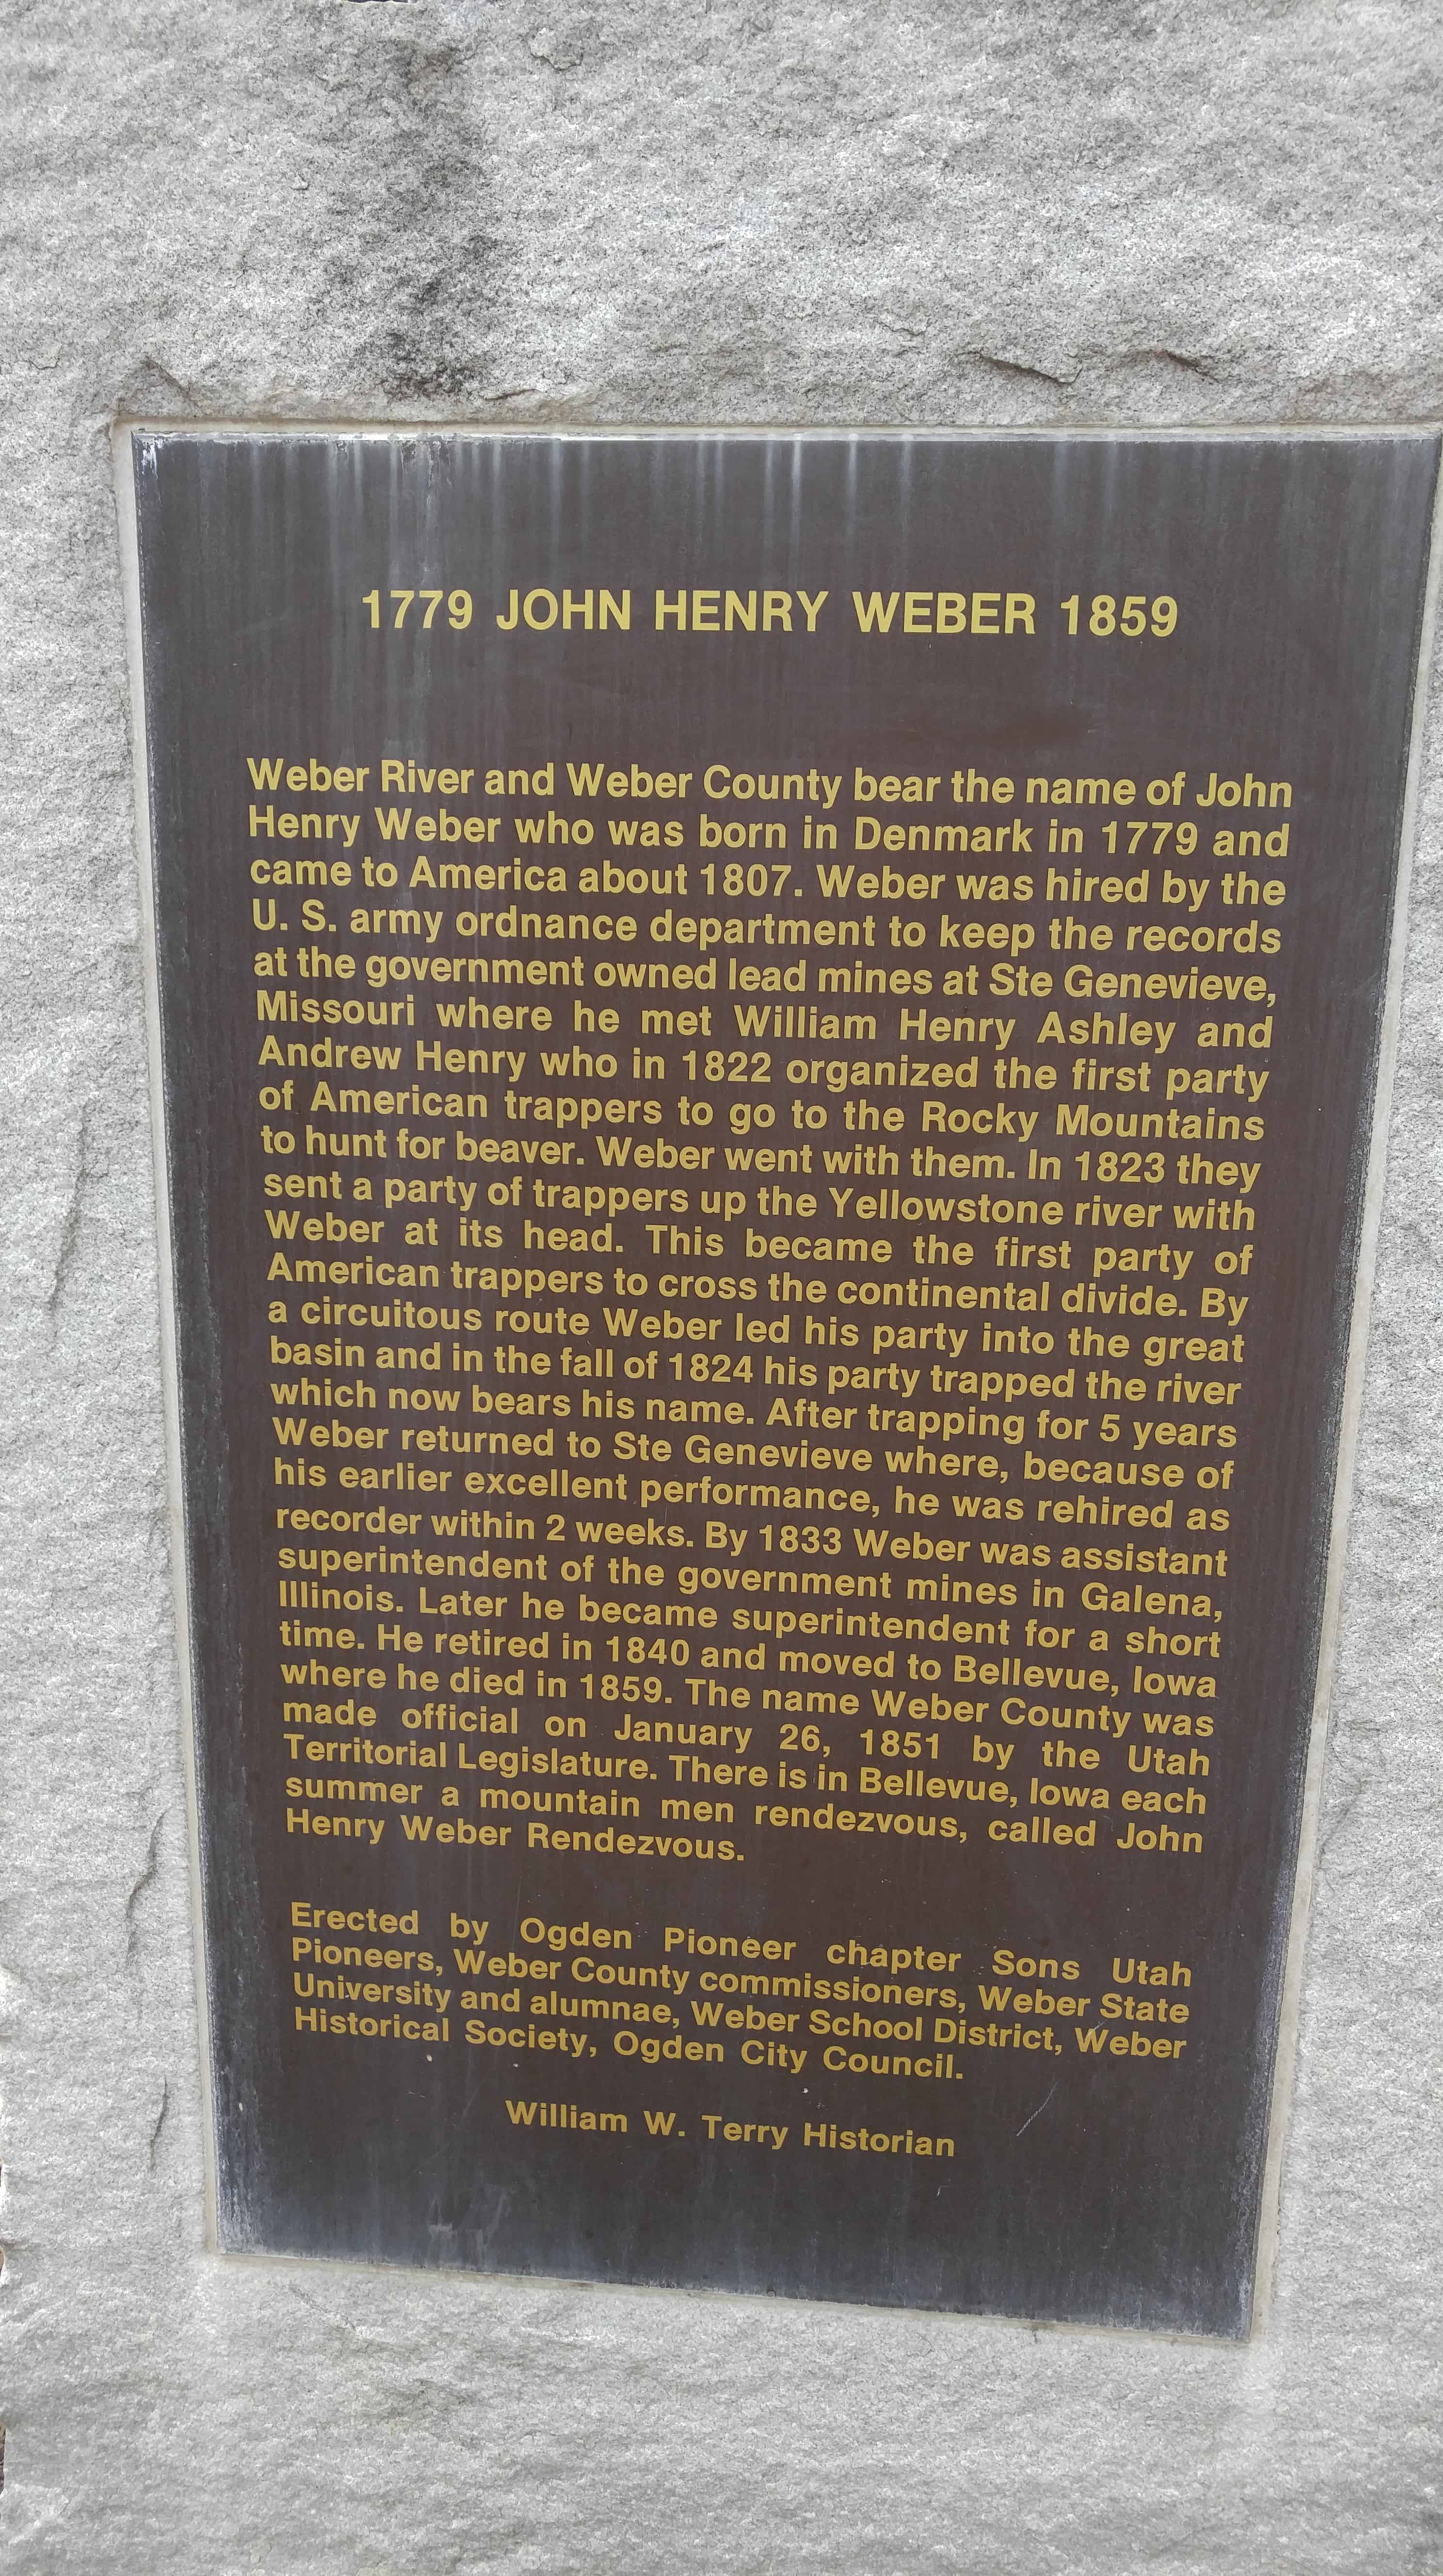 1779 JOHN HENRY WEBER 1859
Weber River and Weber County bear the name of John
Henry Weber who was born in Denmark in 1779 and
came to America about 1807. Weber was hired by the
U. S. army ordnance department to keep the records
at the government owned lead mines at Ste Genevieve,
Missouri where he met William Henry Ashley and
Andrew Henry who in 1822 organized the first party
of American trappers to go to the Rocky Mountains
to hunt for beaver. Weber went with them. In 1823 they
sent a party of trappers up the Yellowstone river with
Weber at its head. This became the first party of
American trappers to cross the continental divide. By
a circuitous route Weber led his party into the great
basin and in the fall of 1824 his party trapped the river
which now bears his name. After trapping for 5 years
Weber returned to Ste Genevieve where, because of
his earlier excellent performance, he was rehired as
recorder within 2 weeks. By 1833 Weber was assistant
superintendent of the government mines in Galena,
Illinois. Later he became superintendent for a short
time. He retired in 1840 and moved to Bellevue, Iowa
where he died in 1859. The name Weber County was
made official on January 26, 1851 by the Utah
Territorial Legislature. There is in Bellevue, Iowa each
summer a mountain men rendezvous, called John
Henry Weber Rendezvous.
Erected by Ogden Pioneer chapter Sons Utah
Pioneers, Weber County commissioners, Weber State
University and alumnae, Weber School District, Weber
Historical Society, Ogden City Council.
William W. Terry Historian